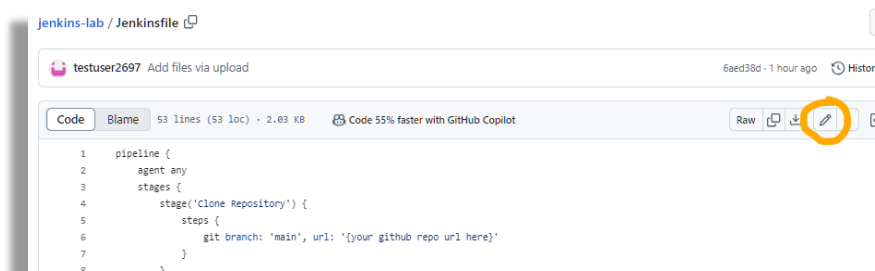 jenkins-lab / Jenkinsfile
testuser2697 Add files via upload 6aed38d · 1 hour ago Histor
Code Blame 53 lines (53 loc) · 2.03 KB Code 55% faster with GitHub Copilot Raw
1 pipeline {
2 agent any
3 stages {
4 stage('Clone Repository') {
5 steps {
6 git branch: 'main', url: '{your github repo url here}'
7 }
8 }